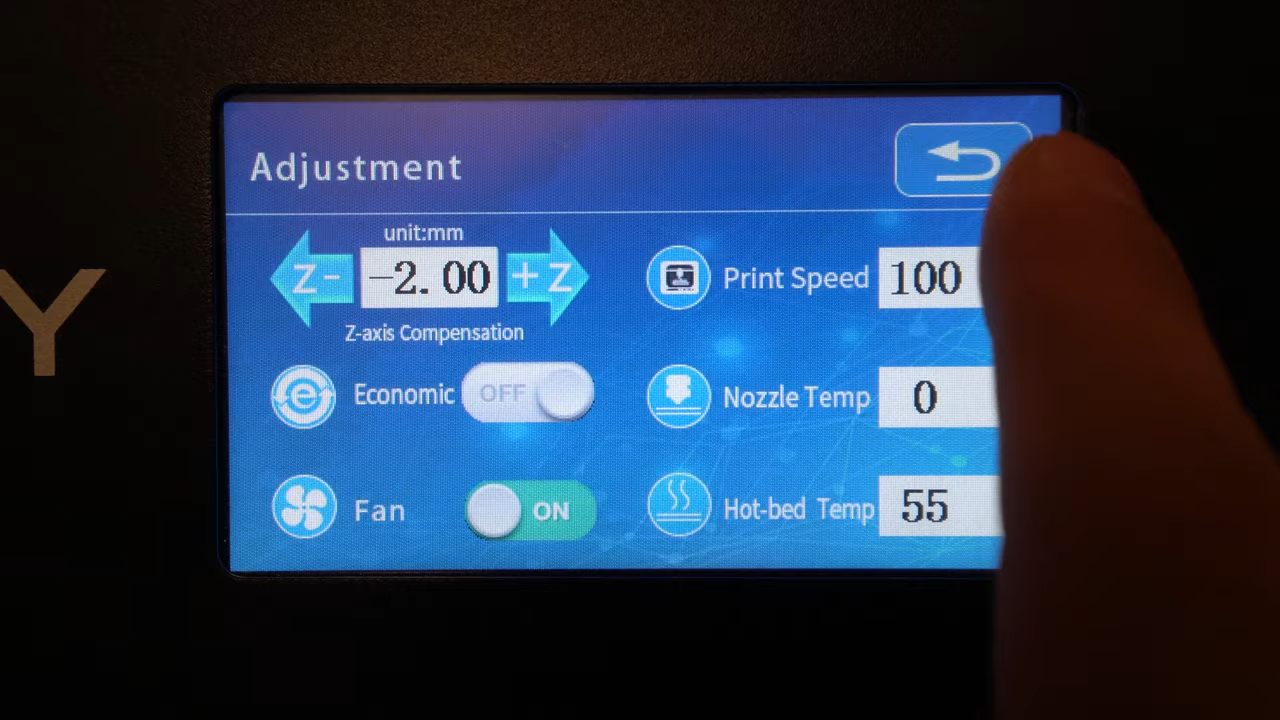 Adjustment
unit:mm
Z- -2.00 +Z
Z-axis Compensation
Print Speed 100
Economic OFF
Nozzle Temp 0
Fan ON
Hot-bed Temp 55
Y